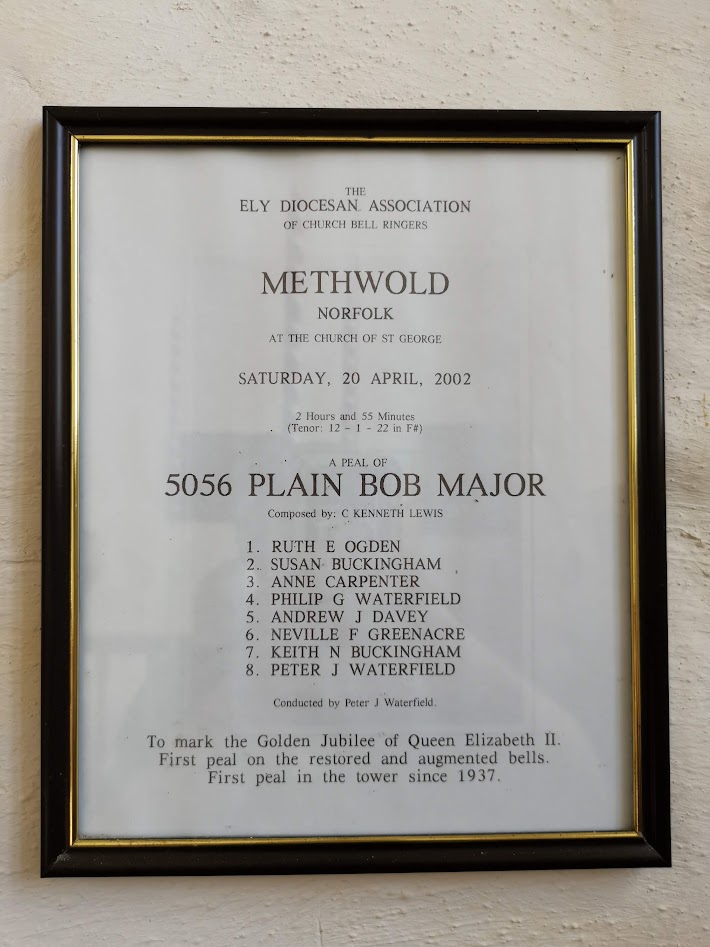 THE
ELY DIOCESAN ASSOCIATION
OF CHURCH BELL RINGERS
METHWOLD
NORFOLK
AT THE CHURCH OF ST GEORGE
SATURDAY, 20 APRIL, 2002
2 Hours and 55 Minutes
(Tenor: 12 - 1 - 22 in F#)
A PEAL OF
5056 PLAIN BOB MAJOR
Composed by: C KENNETH LEWIS
1. RUTH E OGDEN
2. SUSAN BUCKINGHAM
3. ANNE CARPENTER
4. PHILIP G WATERFIELD
5. ANDREW J DAVEY
6. NEVILLE F GREENACRE
7. KEITH N BUCKINGHAM
8. PETER J WATERFIELD
Conducted by Peter J Waterfield.
To mark the Golden Jubilee of Queen Elizabeth II.
First peal on the restored and augmented bells.
First peal in the tower since 1937.